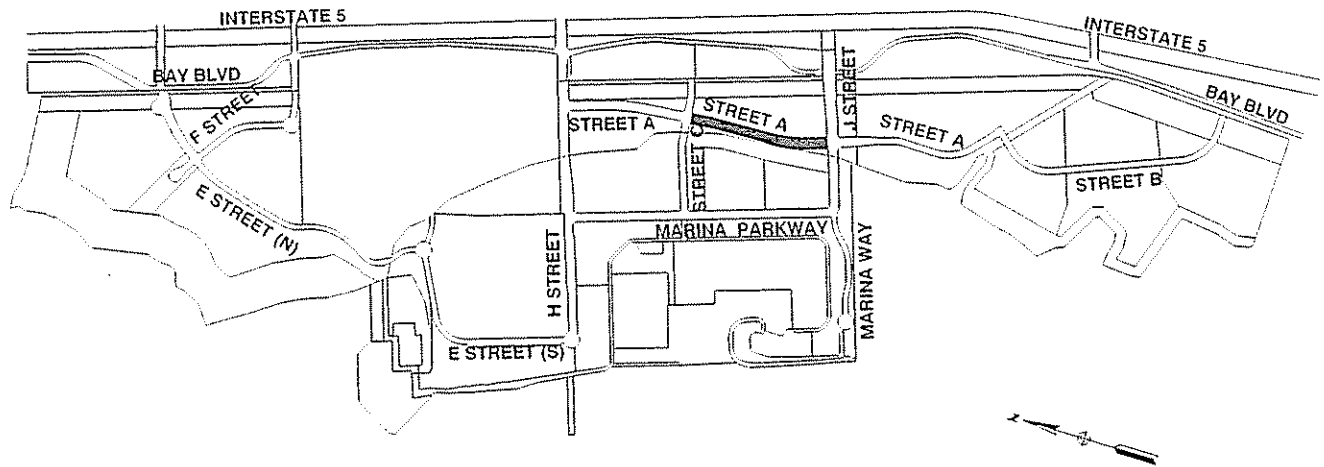 INTERSTATE 5
INTERSTATE 5
BAY BLVD
BAY BLVD
F STREET
J STREET
STREET A
STREET A
STREET A
STREET C
STREET B
E STREET (N)
MARINA PARKWAY
H STREET
MARINA WAY
E STREET (S)